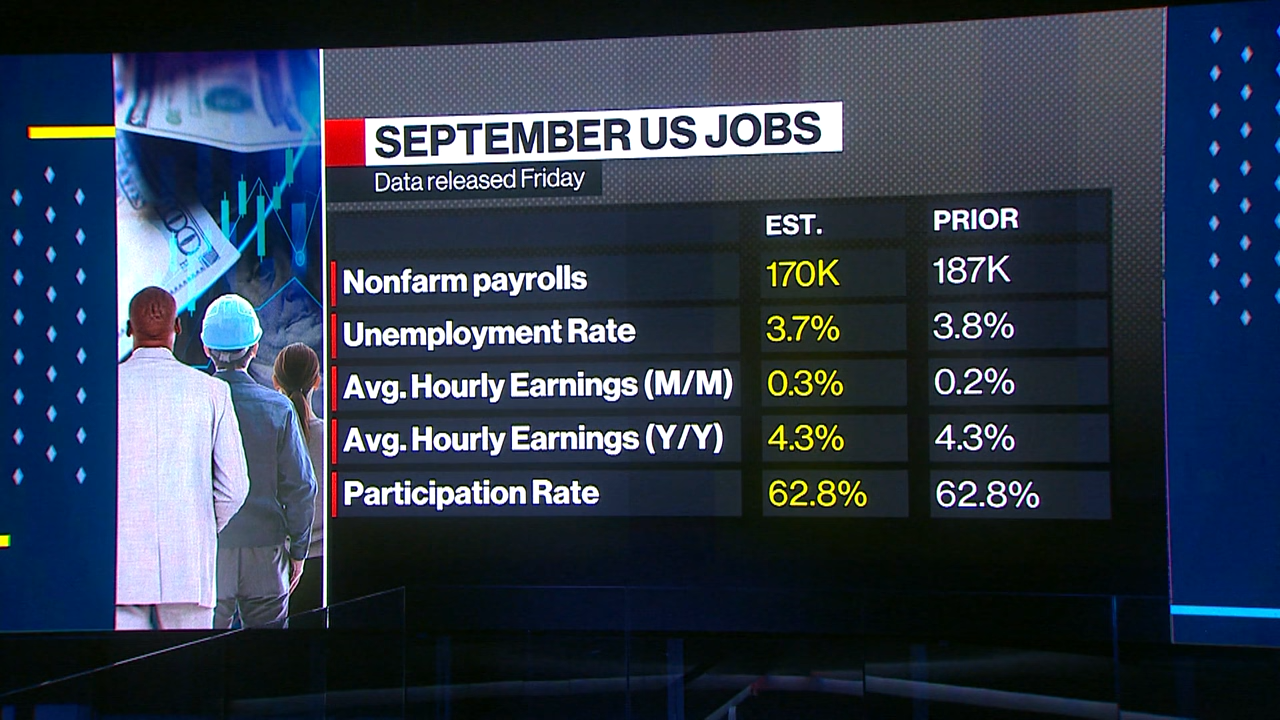 SEPTEMBER US JOBS
Data released Friday
EST. PRIOR
Nonfarm payrolls 170K 187K
Unemployment Rate 3.7% 3.8%
Avg. Hourly Earnings (M/M) 0.3% 0.2%
Avg. Hourly Earnings (Y/Y) 4.3% 4.3%
Participation Rate 62.8% 62.8%